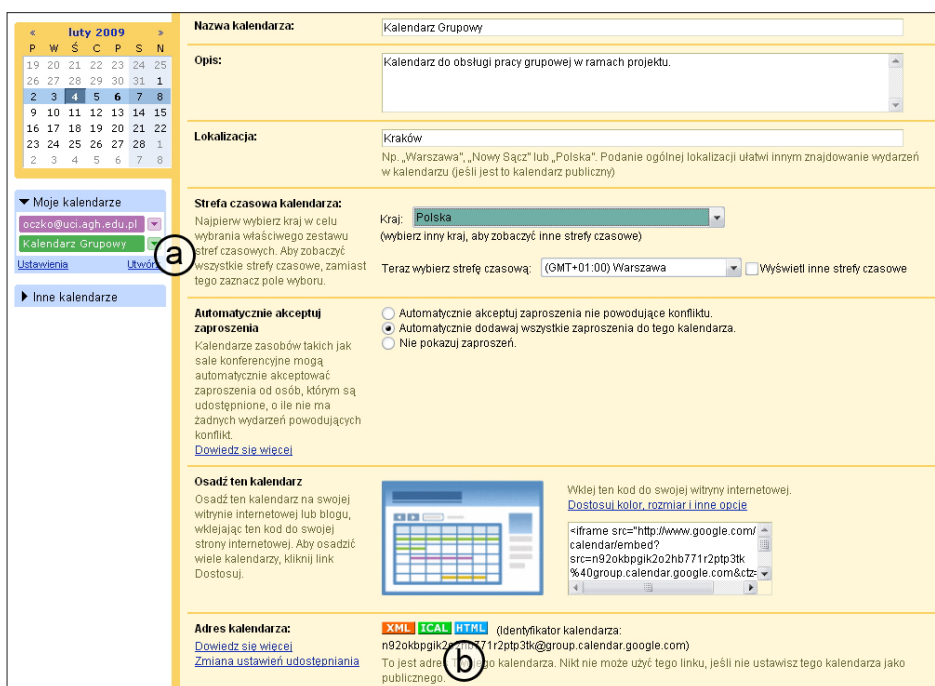 « luty 2009 »
P W Ś C P S N
19 20 21 22 23 24 25
26 27 28 29 30 31 1
2 3 4 5 6 7 8
9 10 11 12 13 14 15
16 17 18 19 20 21 22
23 24 25 26 27 28 1
2 3 4 5 6 7 8
Moje kalendarze
oczko@uci.agh.edu.pl
Kalendarz Grupowy
a
Ustawienia
Inne kalendarze
Nazwa kalendarza:
Kalendarz Grupowy
Opis:
Kalendarz do obsługi pracy grupowej w ramach projektu.
Lokalizacja:
Kraków
Np. „Warszawa", „Nowy Sącz" lub „Polska". Podanie ogólnej lokalizacji ułatwi innym znajdowanie wydarzeń
w kalendarzu (jeśli jest to kalendarz publiczny)
Strefa czasowa kalendarza:
Najpierw wybierz kraj w celu
wybrania właściwego zestawu
stref czasowych. Aby zobaczyć
wszystkie strefy czasowe, zamiast
tego zaznacz pole wyboru.
Kraj: Polska
(wybierz inny kraj, aby zobaczyć inne strefy czasowe)
Teraz wybierz strefę czasową: (GMT+01:00) Warszawa Wyświetl inne strefy czasowe
Automatycznie akceptuj
zaproszenia
Kalendarze zasobów takich jak
sale konferencyjne mogą
automatycznie akceptować
zaproszenia od osób, którym są
udostępnione, o ile nie ma
żadnych wydarzeń powodujących
konflikt.
Dowiedz się więcej
Automatycznie akceptuj zaproszenia nie powodujące konfliktu.
Automatycznie dodawaj wszystkie zaproszenia do tego kalendarza.
Nie pokazuj zaproszeń.
Osadź ten kalendarz
Osadź ten kalendarz na swojej
witrynie internetowej lub blogu,
wklejając ten kod do swojej
strony internetowej. Aby osadzić
wiele kalendarzy, kliknij link
Dostosuj.
Wklej ten kod do swojej witryny internetowej.
Dostosuj kolor, rozmiar i inne opcje
<iframe src="http://www.google.com/
calendar/embed?
src=n92okbpgik2o2hb771r2ptp3tk
%40group.calendar.google.com&ctz=
Adres kalendarza:
Dowiedz się więcej
Zmiana ustawień udostępniania
XML ICAL HTML (Identyfikator kalendarza:
n92okbpgik2o2hb771r2ptp3tk@group.calendar.google.com)
b
To jest adres Twojego kalendarza. Nikt nie może użyć tego linku, jeśli nie ustawisz tego kalendarza jako
publicznego.